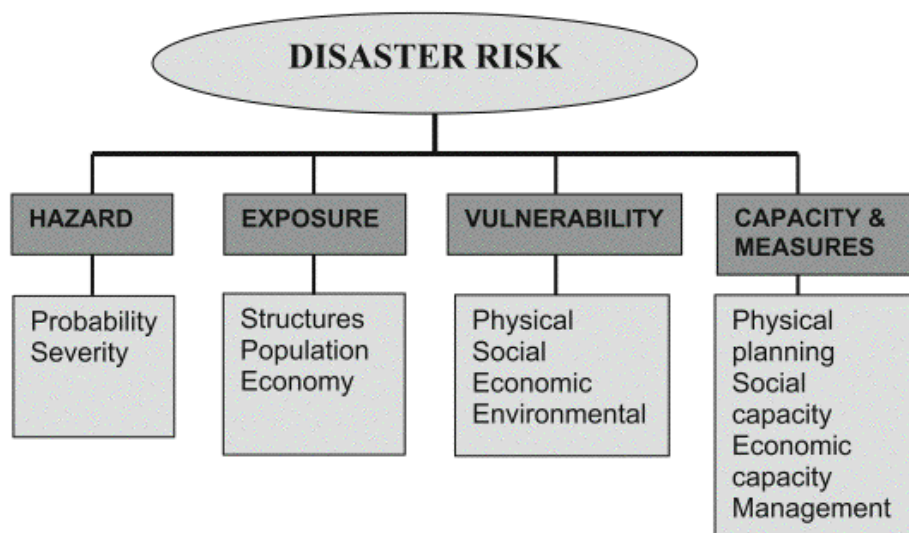 DISASTER RISK
HAZARD
Probability
Severity
EXPOSURE
Structures
Population
Economy
VULNERABILITY
Physical
Social
Economic
Environmental
CAPACITY &
MEASURES
Physical
planning
Social
capacity
Economic
capacity
Management